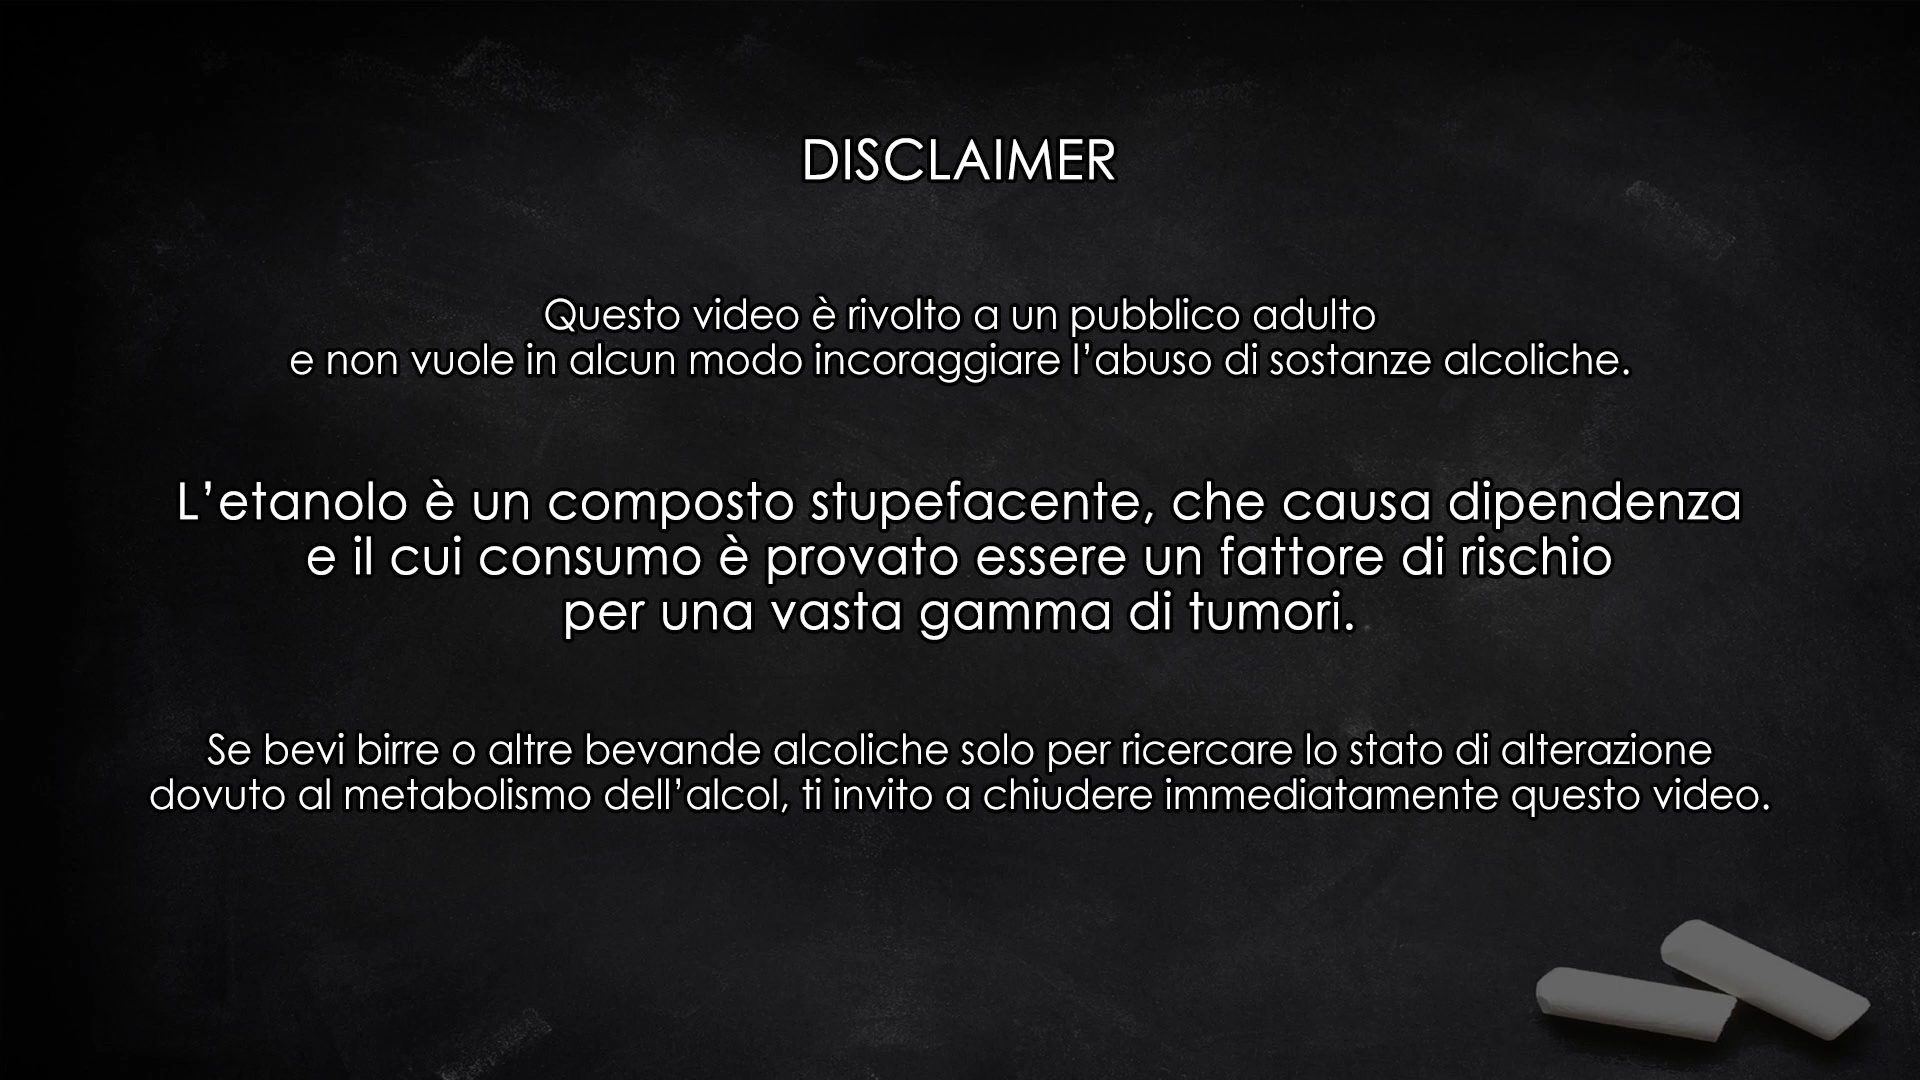 DISCLAIMER
Questo video è rivolto a un pubblico adulto
e non vuole in alcun modo incoraggiare l’abuso di sostanze alcoliche.
L’etanolo è un composto stupefacente, che causa dipendenza
e il cui consumo è provato essere un fattore di rischio
per una vasta gamma di tumori.
Se bevi birre o altre bevande alcoliche solo per ricercare lo stato di alterazione
dovuto al metabolismo dell’alcol, ti invito a chiudere immediatamente questo video.